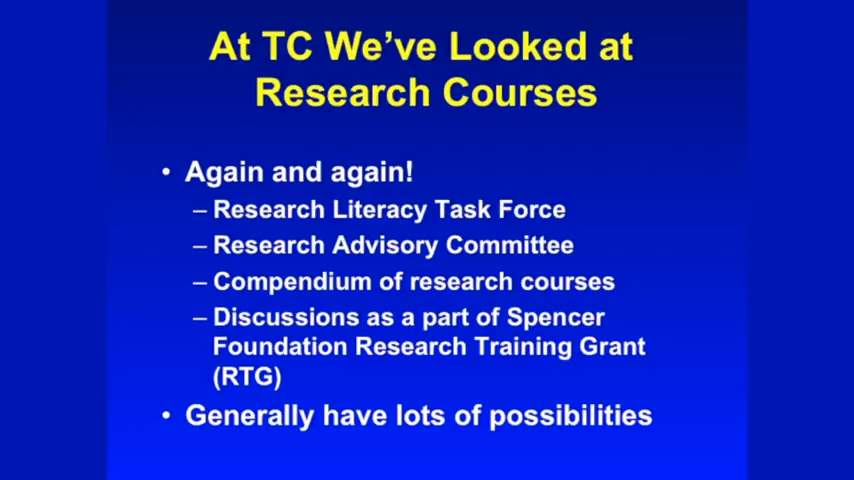 At TC We've Looked at
Research Courses
• Again and again!
– Research Literacy Task Force
– Research Advisory Committee
– Compendium of research courses
– Discussions as a part of Spencer
Foundation Research Training Grant
(RTG)
• Generally have lots of possibilities